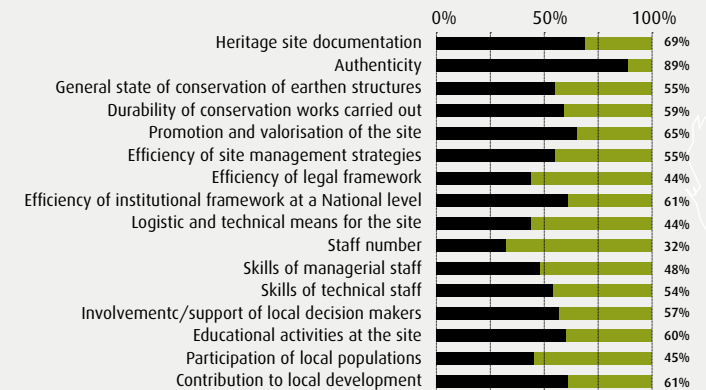 0% 50% 100%
Heritage site documentation 69%
Authenticity 89%
General state of conservation of earthen structures 55%
Durability of conservation works carried out 59%
Promotion and valorisation of the site 65%
Efficiency of site management strategies 55%
Efficiency of legal framework 44%
Efficiency of institutional framework at a National level 61%
Logistic and technical means for the site 44%
Staff number 32%
Skills of managerial staff 48%
Skills of technical staff 54%
Involvementc/support of local decision makers 57%
Educational activities at the site 60%
Participation of local populations 45%
Contribution to local development 61%